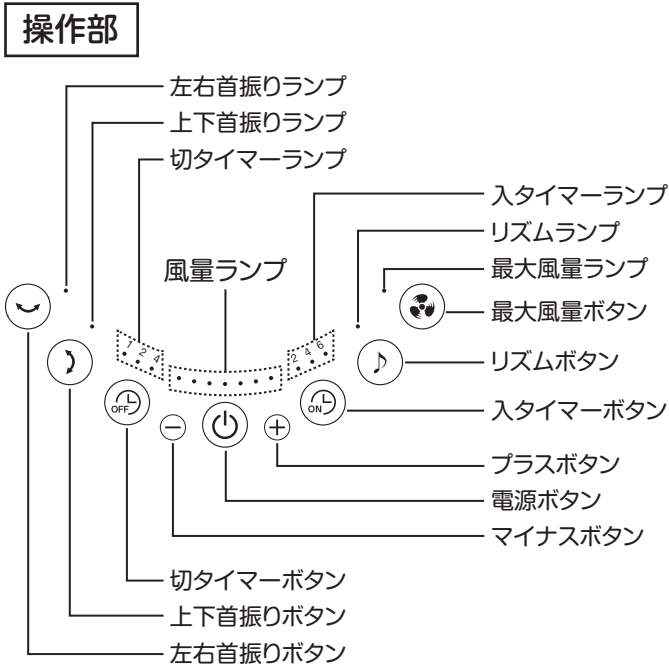 操作部
左右首振りランプ
上下首振りランプ
切タイマーランプ
入タイマーランプ
リズムランプ
最大風量ランプ
風量ランプ
最大風量ボタン
1 2 4
2 4 6
リズムボタン
OFF
ON
入タイマーボタン
プラスボタン
電源ボタン
マイナスボタン
切タイマーボタン
上下首振りボタン
左右首振りボタン